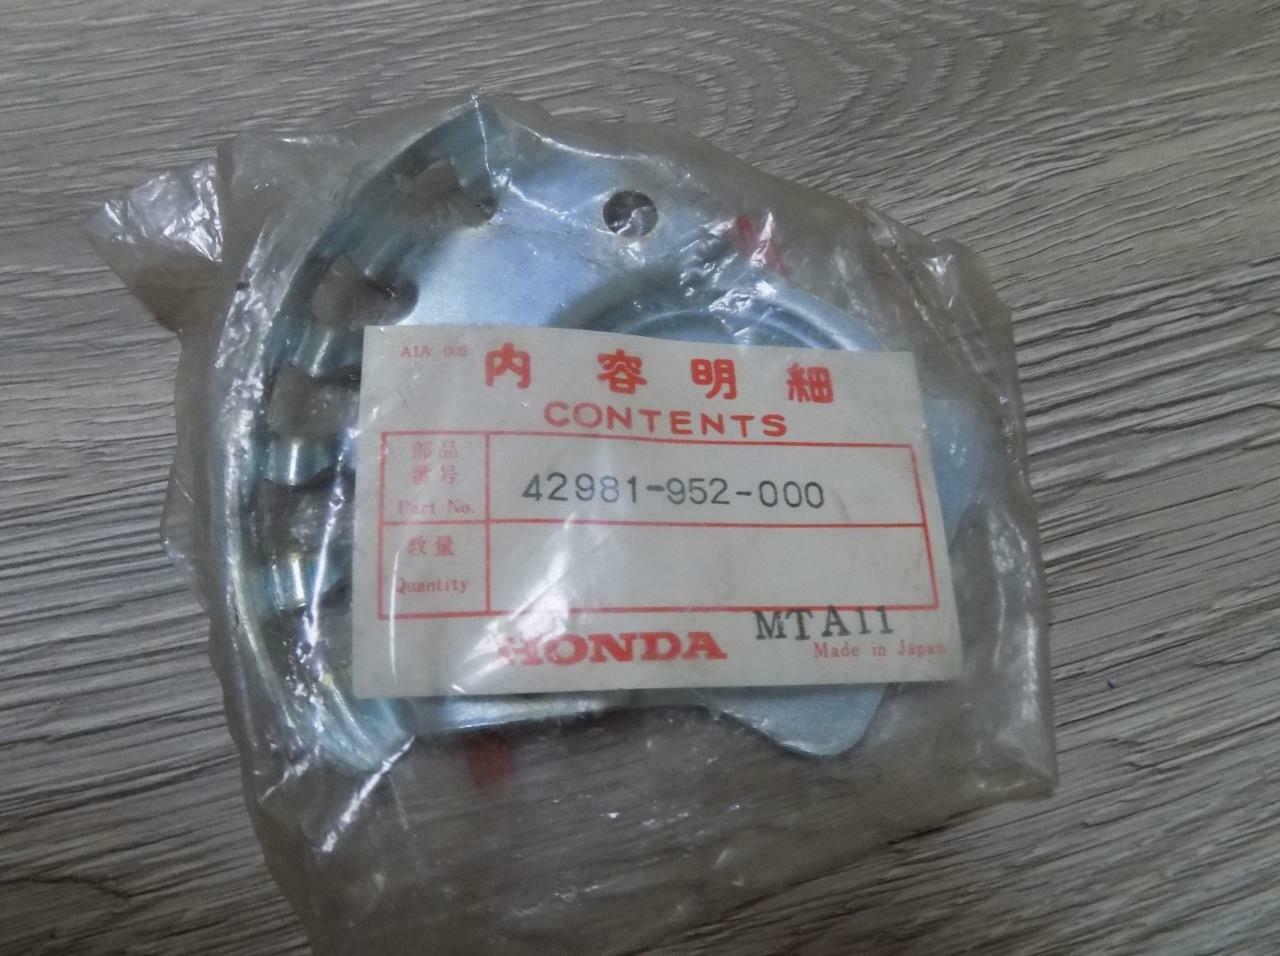 AIA 002
内容明細
CONTENTS
部品
番号
Part No.
42981-952-000
数量
Quantity
HONDA
MTA11
Made in Japan